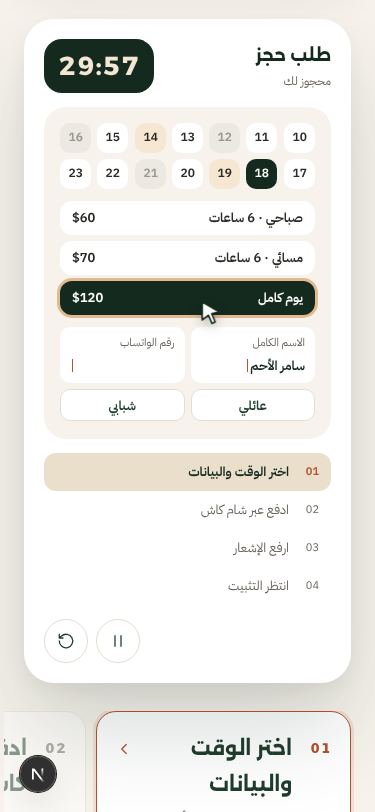 طلب حجز
محجوز لك
29:57
10 11 12 13 14 15 16
17 18 19 20 21 22 23
صباحي · 6 ساعات $60
مسائي · 6 ساعات $70
يوم كامل $120
الاسم الكامل
سامر الأحم
رقم الواتساب
عائلي
شبابي
01 اختر الوقت والبيانات
02 ادفع عبر شام كاش
03 ارفع الإشعار
04 انتظر التثبيت
01 اختر الوقت
والبيانات
02
N